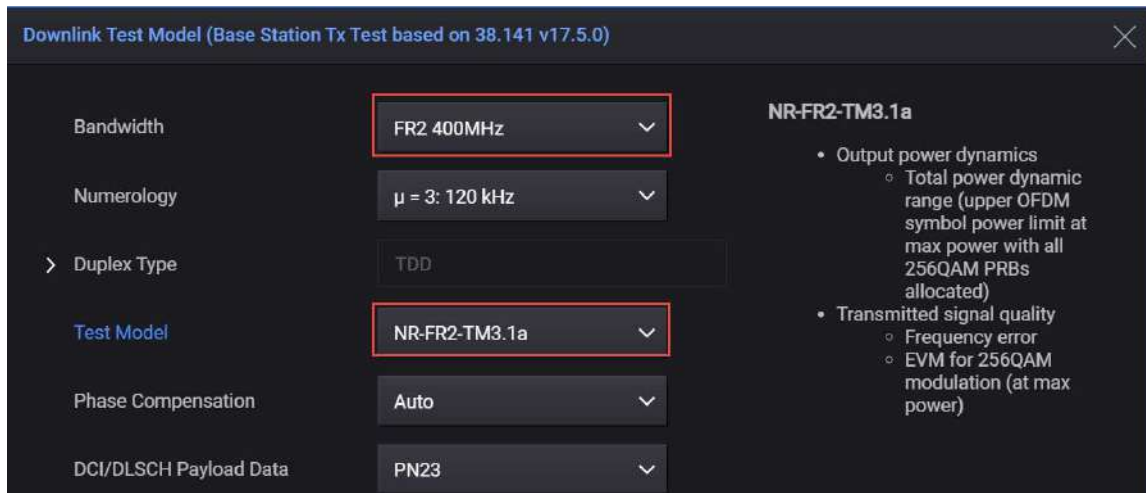 Downlink Test Model (Base Station Tx Test based on 38.141 v17.5.0)
Bandwidth
FR2 400MHz
Numerology
μ = 3: 120 kHz
Duplex Type
TDD
Test Model
NR-FR2-TM3.1a
Phase Compensation
Auto
DCI/DLSCH Payload Data
PN23
NR-FR2-TM3.1a
• Output power dynamics
○ Total power dynamic
range (upper OFDM
symbol power limit at
max power with all
256QAM PRBs
allocated)
• Transmitted signal quality
○ Frequency error
○ EVM for 256QAM
modulation (at max
power)